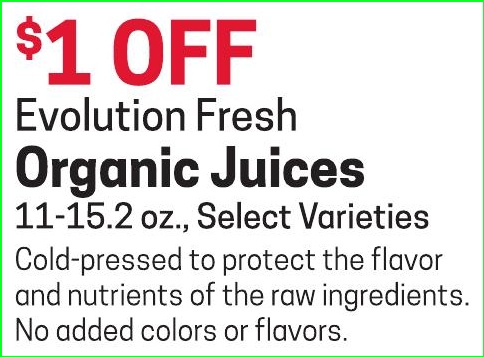 $1 OFF
Evolution Fresh
Organic Juices
11-15.2 oz., Select Varieties
Cold-pressed to protect the flavor
and nutrients of the raw ingredients.
No added colors or flavors.